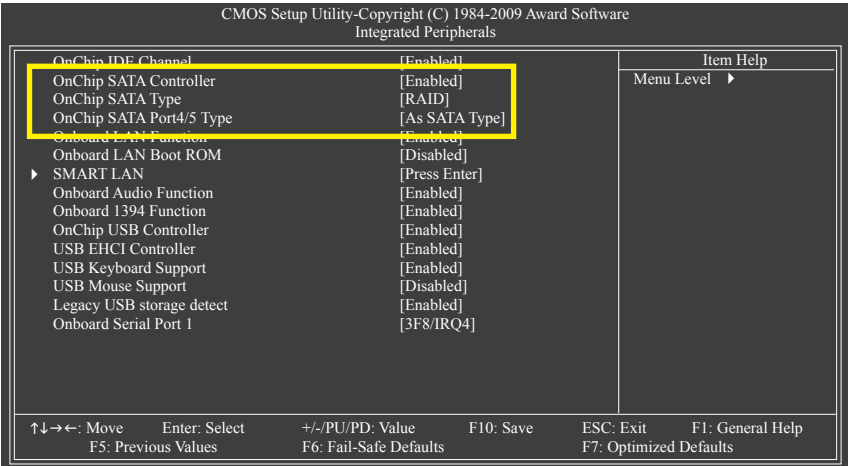 CMOS Setup Utility-Copyright (C) 1984-2009 Award Software
Integrated Peripherals
OnChip IDE Channel [Enabled]
OnChip SATA Controller [Enabled]
OnChip SATA Type [RAID]
OnChip SATA Port4/5 Type [As SATA Type]
Onboard LAN Function [Enabled]
Onboard LAN Boot ROM [Disabled]
SMART LAN [Press Enter]
Onboard Audio Function [Enabled]
Onboard 1394 Function [Enabled]
OnChip USB Controller [Enabled]
USB EHCI Controller [Enabled]
USB Keyboard Support [Enabled]
USB Mouse Support [Disabled]
Legacy USB storage detect [Enabled]
Onboard Serial Port 1 [3F8/IRQ4]
Item Help
Menu Level
↑↓→←: Move Enter: Select +/-/PU/PD: Value F10: Save ESC: Exit F1: General Help
F5: Previous Values F6: Fail-Safe Defaults F7: Optimized Defaults